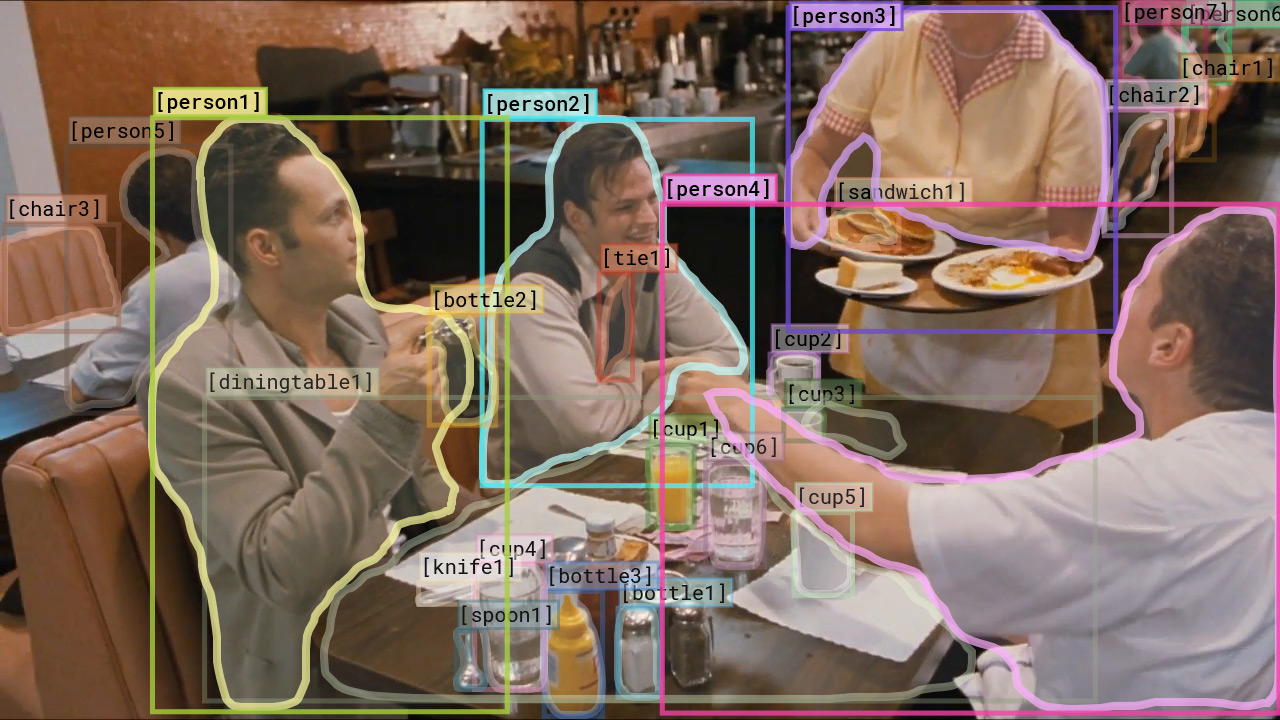 [person3]
[person7]
[person6]
[chair1]
[chair2]
[person1]
[person2]
[person5]
[person4]
[sandwich1]
[chair3]
[tie1]
[bottle2]
[cup2]
[diningtable1]
[cup3]
[cup1]
[cup6]
[cup5]
[cup4]
[knife1]
[bottle3]
[bottle1]
[spoon1]